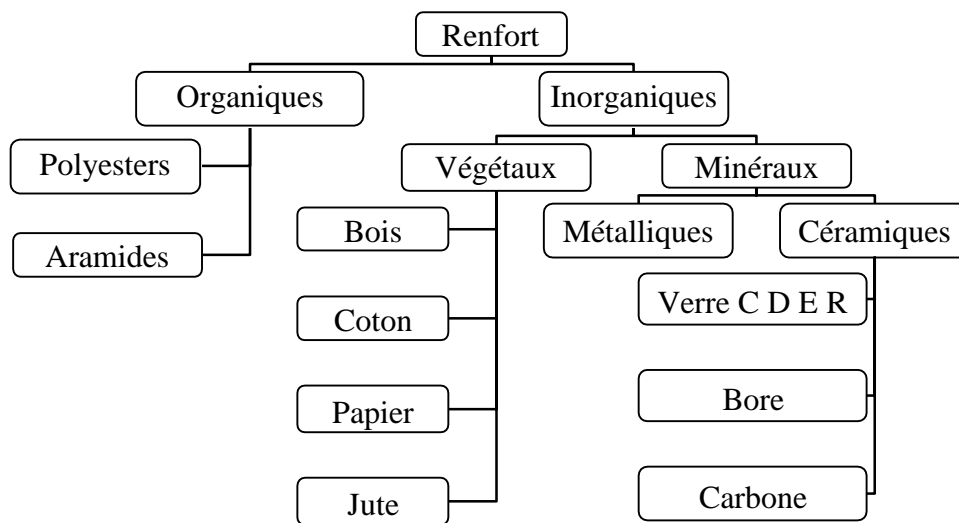 Renfort
Organiques
Inorganiques
Polyesters
Végétaux
Minéraux
Bois
Métalliques
Céramiques
Aramides
Verre C D E R
Coton
Bore
Papier
Carbone
Jute